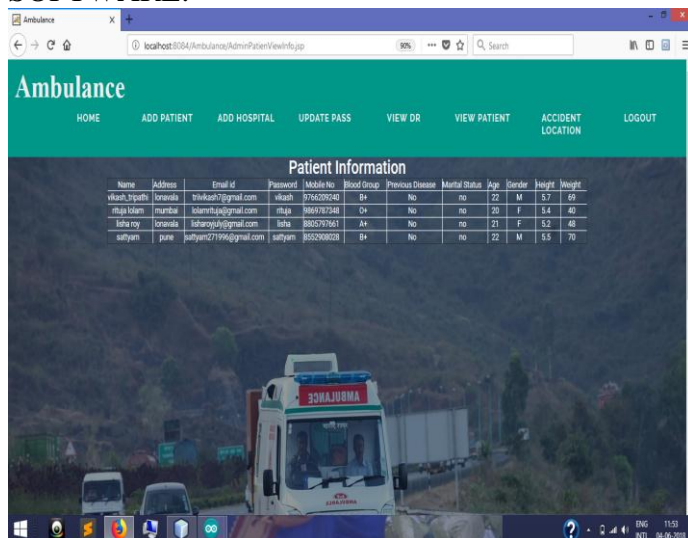 Ambulance
localhost:8084/Ambulance/AdminPatienViewInfo.jsp 90% Search
Ambulance
HOME ADD PATIENT ADD HOSPITAL UPDATE PASS VIEW DR VIEW PATIENT ACCIDENT LOCATION LOGOUT
Patient Information
Name Address Email id Password Mobile No Blood Group Previous Disease Marital Status Age Gender Height Weight
vikash_tripathi lonavala triivikash7@gmail.com vikash 9766209240 B+ No no 22 M 5.7 69
rituja lolam mumbai lolamrituja@gmail.com rituja 9869787348 O+ No no 20 F 5.4 40
lisha roy lonavala lisharoyjuly@gmail.com lisha 8805797661 A+ No no 21 F 5.2 48
sattyam pune sattyam271996@gmail.com sattyam 8552908028 B+ No no 22 M 5.5 70
AMBULANCE
ENG 11:53
INTL 04-06-2018